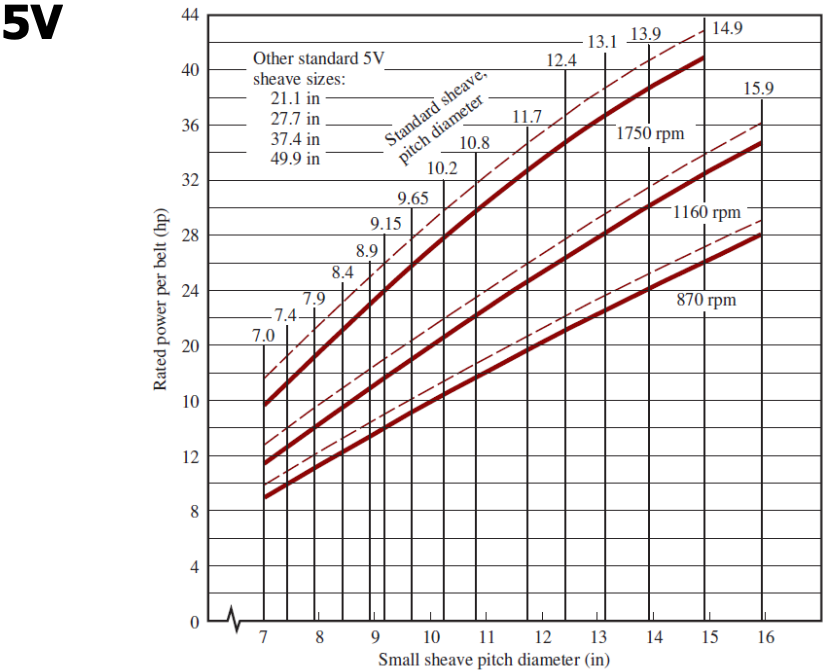 5V
Other standard 5V
sheave sizes:
21.1 in
27.7 in
37.4 in
49.9 in
Standard sheave,
pitch diameter
7.0
7.4
7.9
8.4
8.9
9.15
9.65
10.2
10.8
11.7
12.4
13.1
13.9
14.9
15.9
1750 rpm
1160 rpm
870 rpm
Rated power per belt (hp)
44
40
36
32
28
24
20
10
12
8
4
0
7 8 9 10 11 12 13 14 15 16
Small sheave pitch diameter (in)